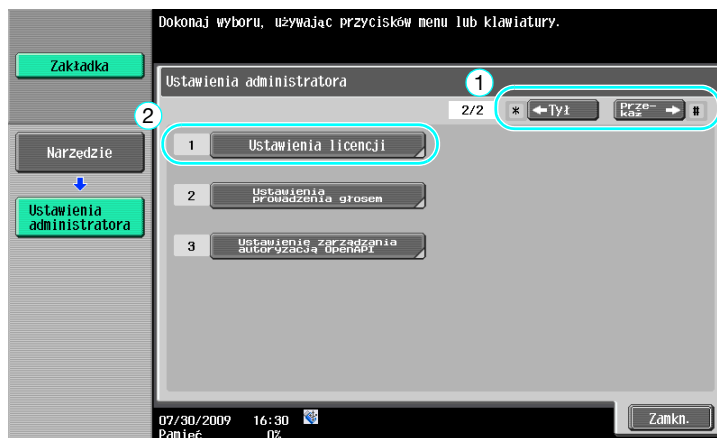 Dokonaj wyboru, używając przycisków menu lub klawiatury.
Zakładka
Ustawienia administratora
1
2/2
* ←Tył
Prze-
każ → #
2
1 Ustawienia licencji
Narzędzie
2 Ustawienia
prowadzenia głosem
Ustawienia
administratora
3 Ustawienie zarządzania
autoryzacją OpenAPI
07/30/2009 16:30
Pamięć 0%
Zamkn.